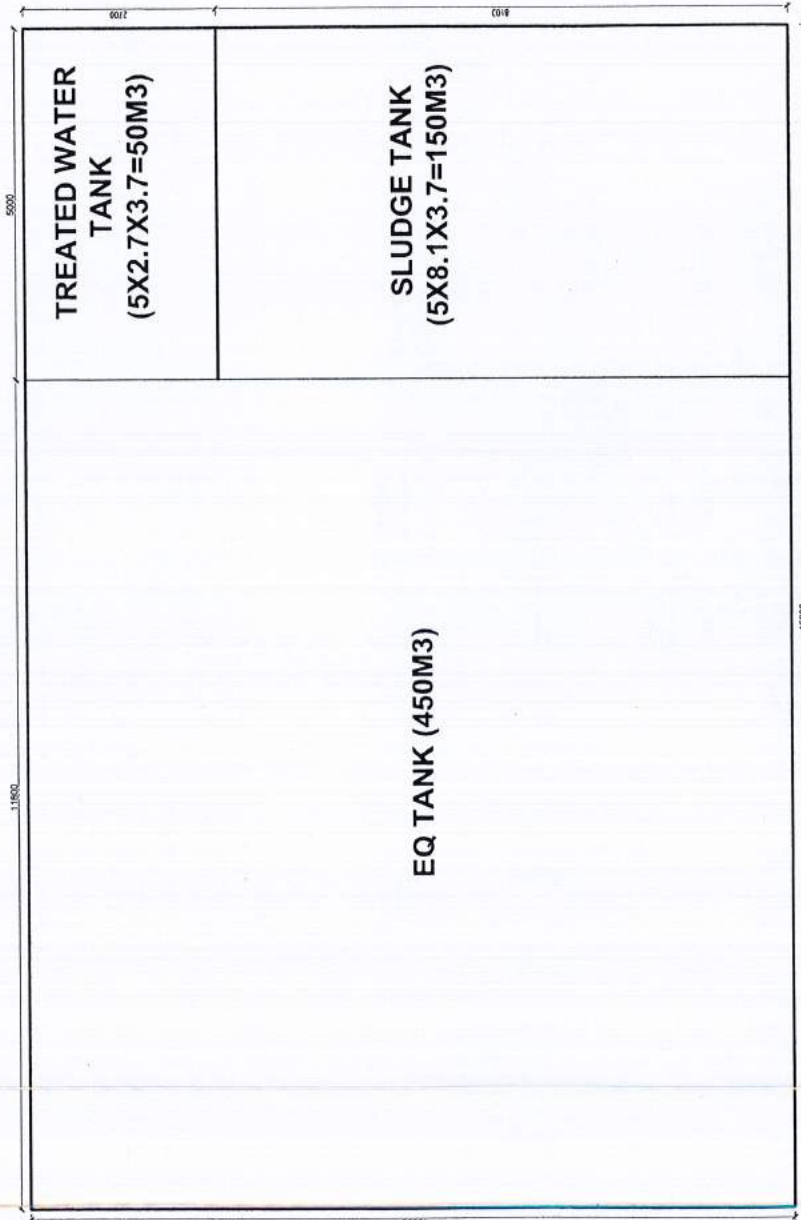 11800
5000
2700
TREATED WATER
TANK
(5X2.7X3.7=50M3)
8102
SLUDGE TANK
(5X8.1X3.7=150M3)
EQ TANK (450M3)